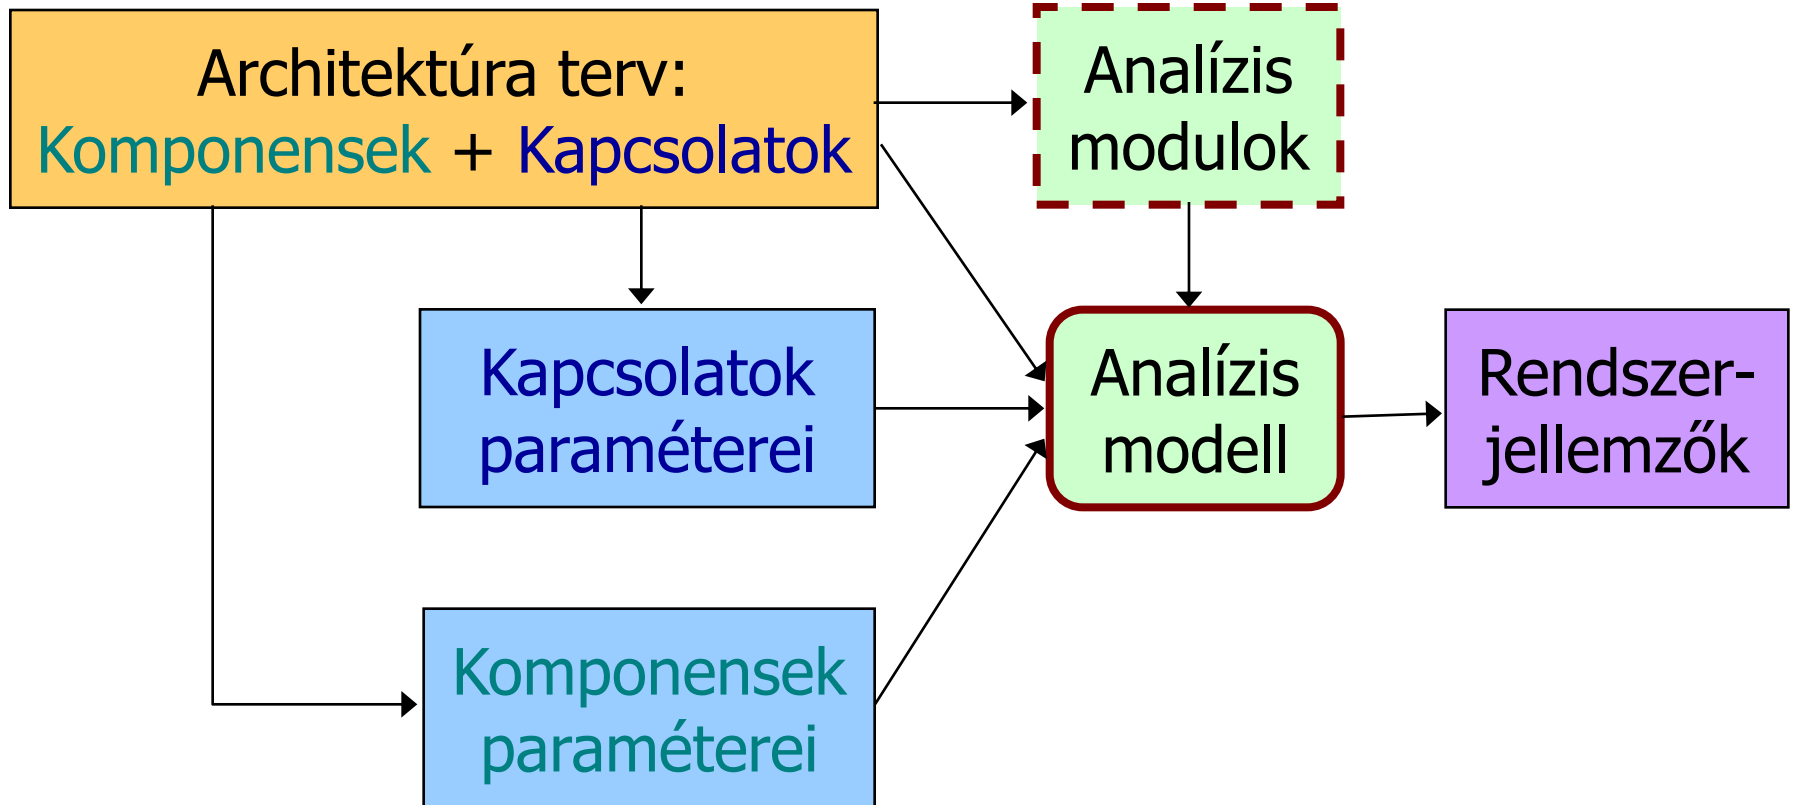 Architektúra terv:
Komponensek + Kapcsolatok
Analízis
modulok
Kapcsolatok
paraméterei
Analízis
modell
Rendszer-
jellemzők
Komponensek
paraméterei